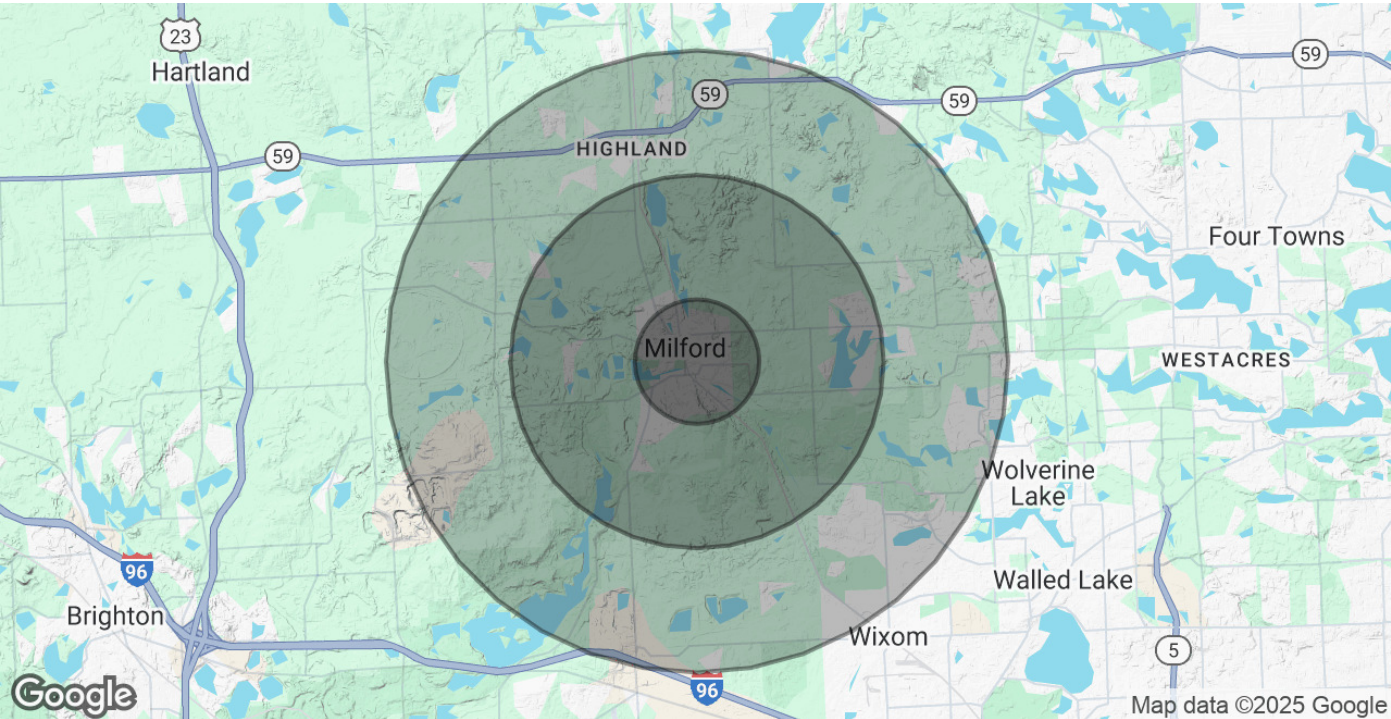 23
Hartland
59
59
59
59
HIGHLAND
Four Towns
Milford
WESTACRES
Wolverine
Lake
96
Walled Lake
Brighton
Wixom
5
96
Google
Map data ©2025 Google